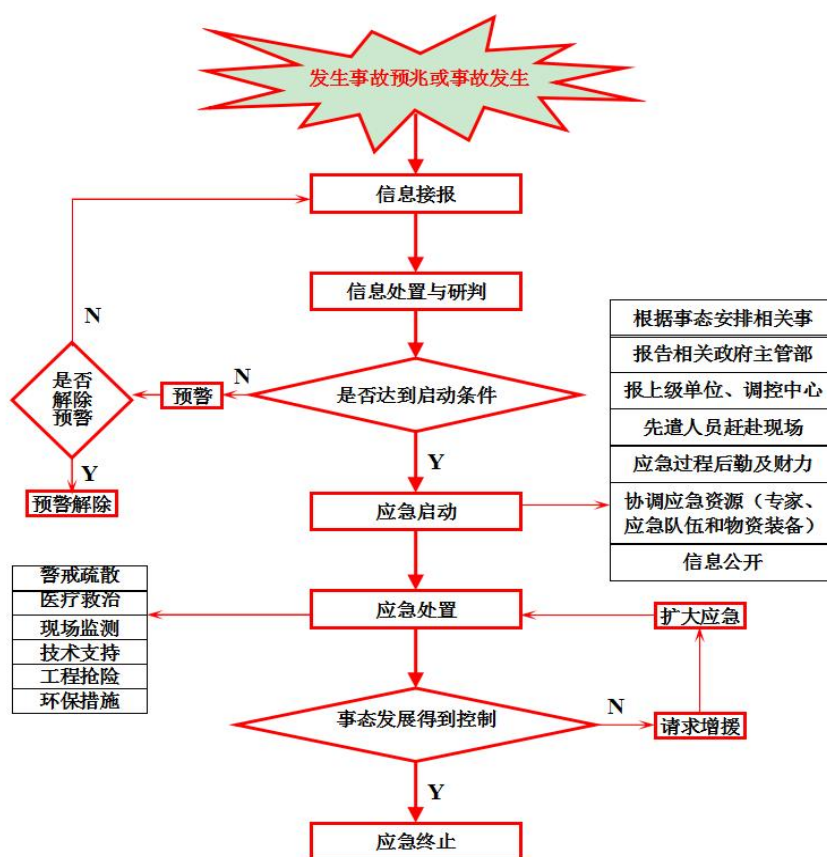 发生事故预兆或事故发生
信息接报
信息处置与研判
N
是否
解除
预警
预警
N
是否达到启动条件
Y
预警解除
Y
应急启动
根据事态安排相关事
报告相关政府主管部
报上级单位、调控中心
先遣人员赶赴现场
应急过程后勤及财力
协调应急资源（专家、
应急队伍和物资装备）
信息公开
警戒疏散
医疗救治
现场监测
技术支持
工程抢险
环保措施
应急处置
扩大应急
事态发展得到控制
N
请求增援
Y
应急终止